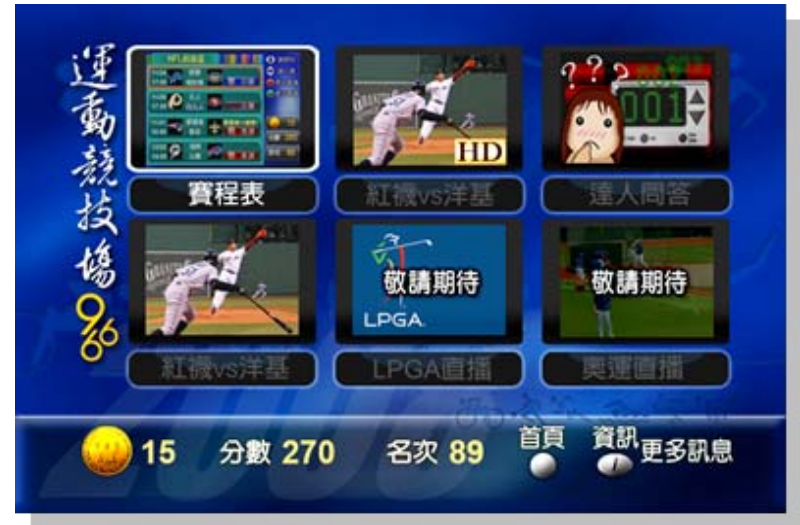 運動競技場
966
HD
001
???
賽程表
紅襪vs洋基
達人問答
敬請期待
LPGA
敬請期待
紅襪vs洋基
LPGA直播
奧運直播
15
分數 270
名次 89
首頁
資訊
更多訊息